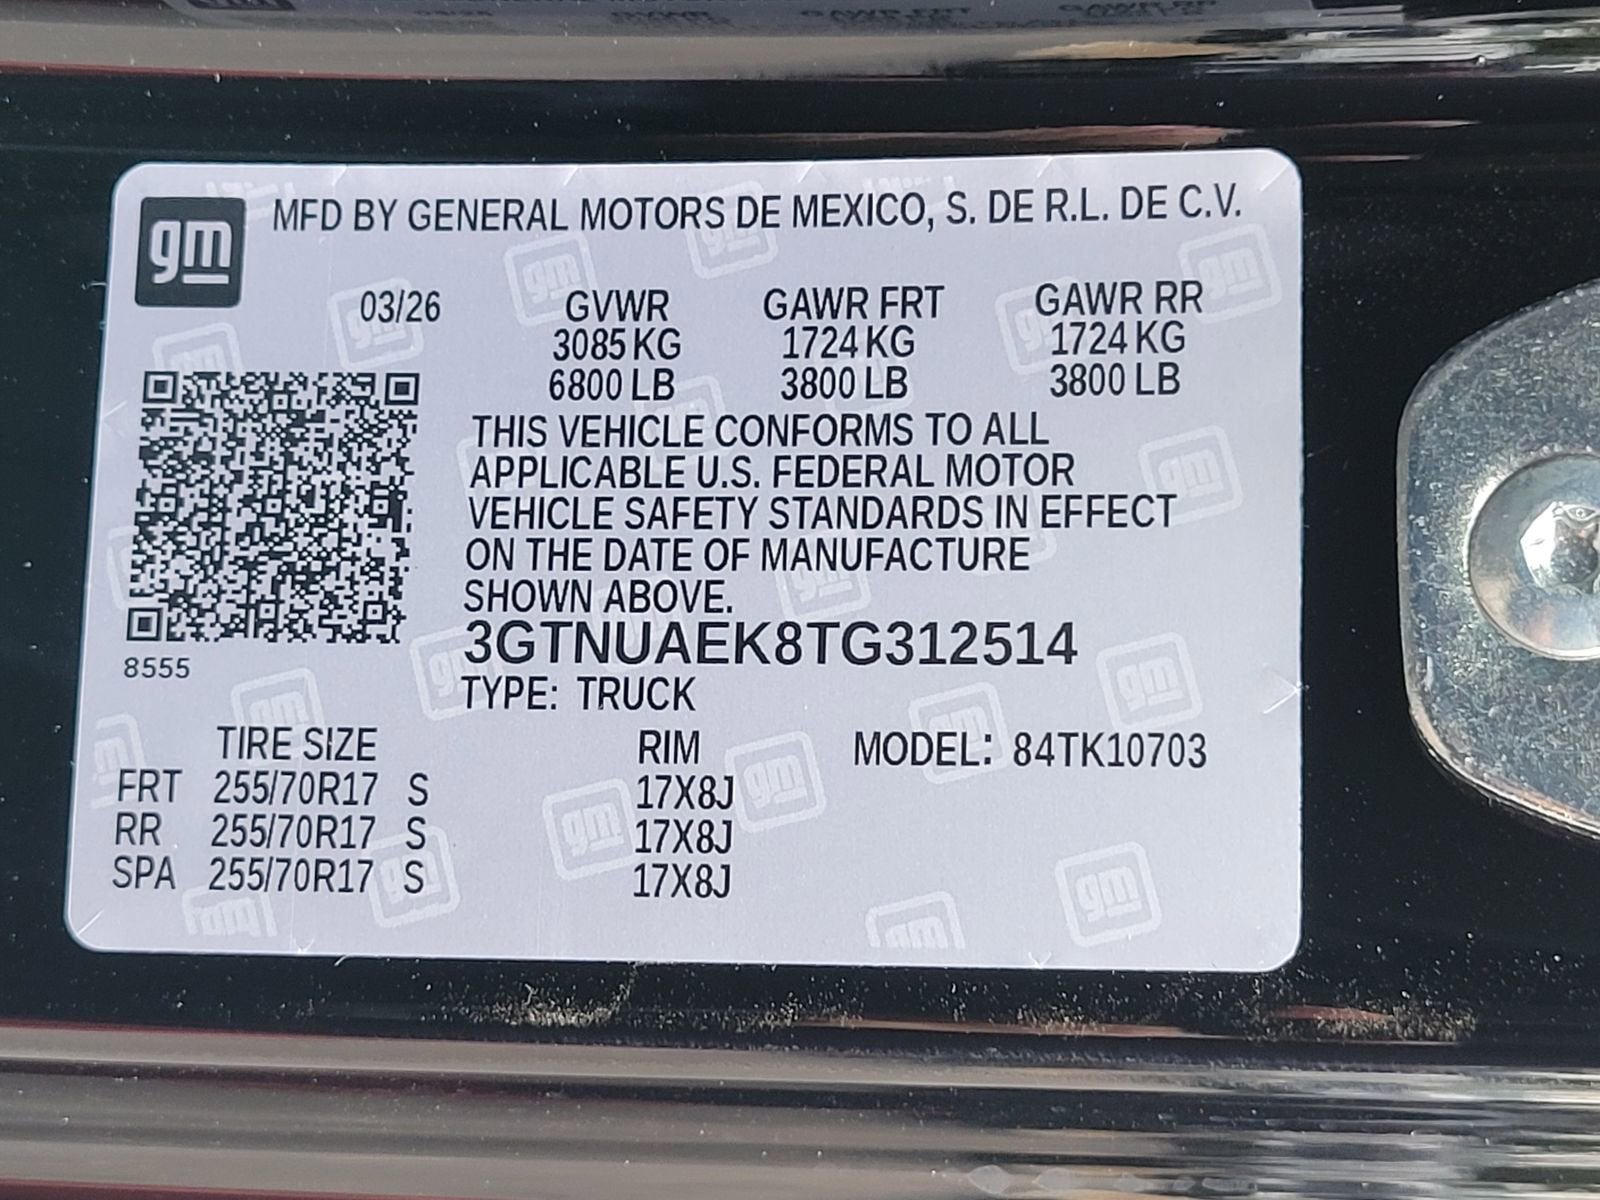 gm
MFD BY GENERAL MOTORS DE MEXICO, S. DE R.L. DE C.V.
03/26 GVWR GAWR FRT GAWR RR
3085 KG 1724 KG 1724 KG
6800 LB 3800 LB 3800 LB
THIS VEHICLE CONFORMS TO ALL
APPLICABLE U.S. FEDERAL MOTOR
VEHICLE SAFETY STANDARDS IN EFFECT
ON THE DATE OF MANUFACTURE
SHOWN ABOVE.
3GTNUAEK8TG312514
8555
TYPE: TRUCK
TIRE SIZE RIM MODEL: 84TK10703
FRT 255/70R17 S 17X8J
RR 255/70R17 S 17X8J
SPA 255/70R17 S 17X8J